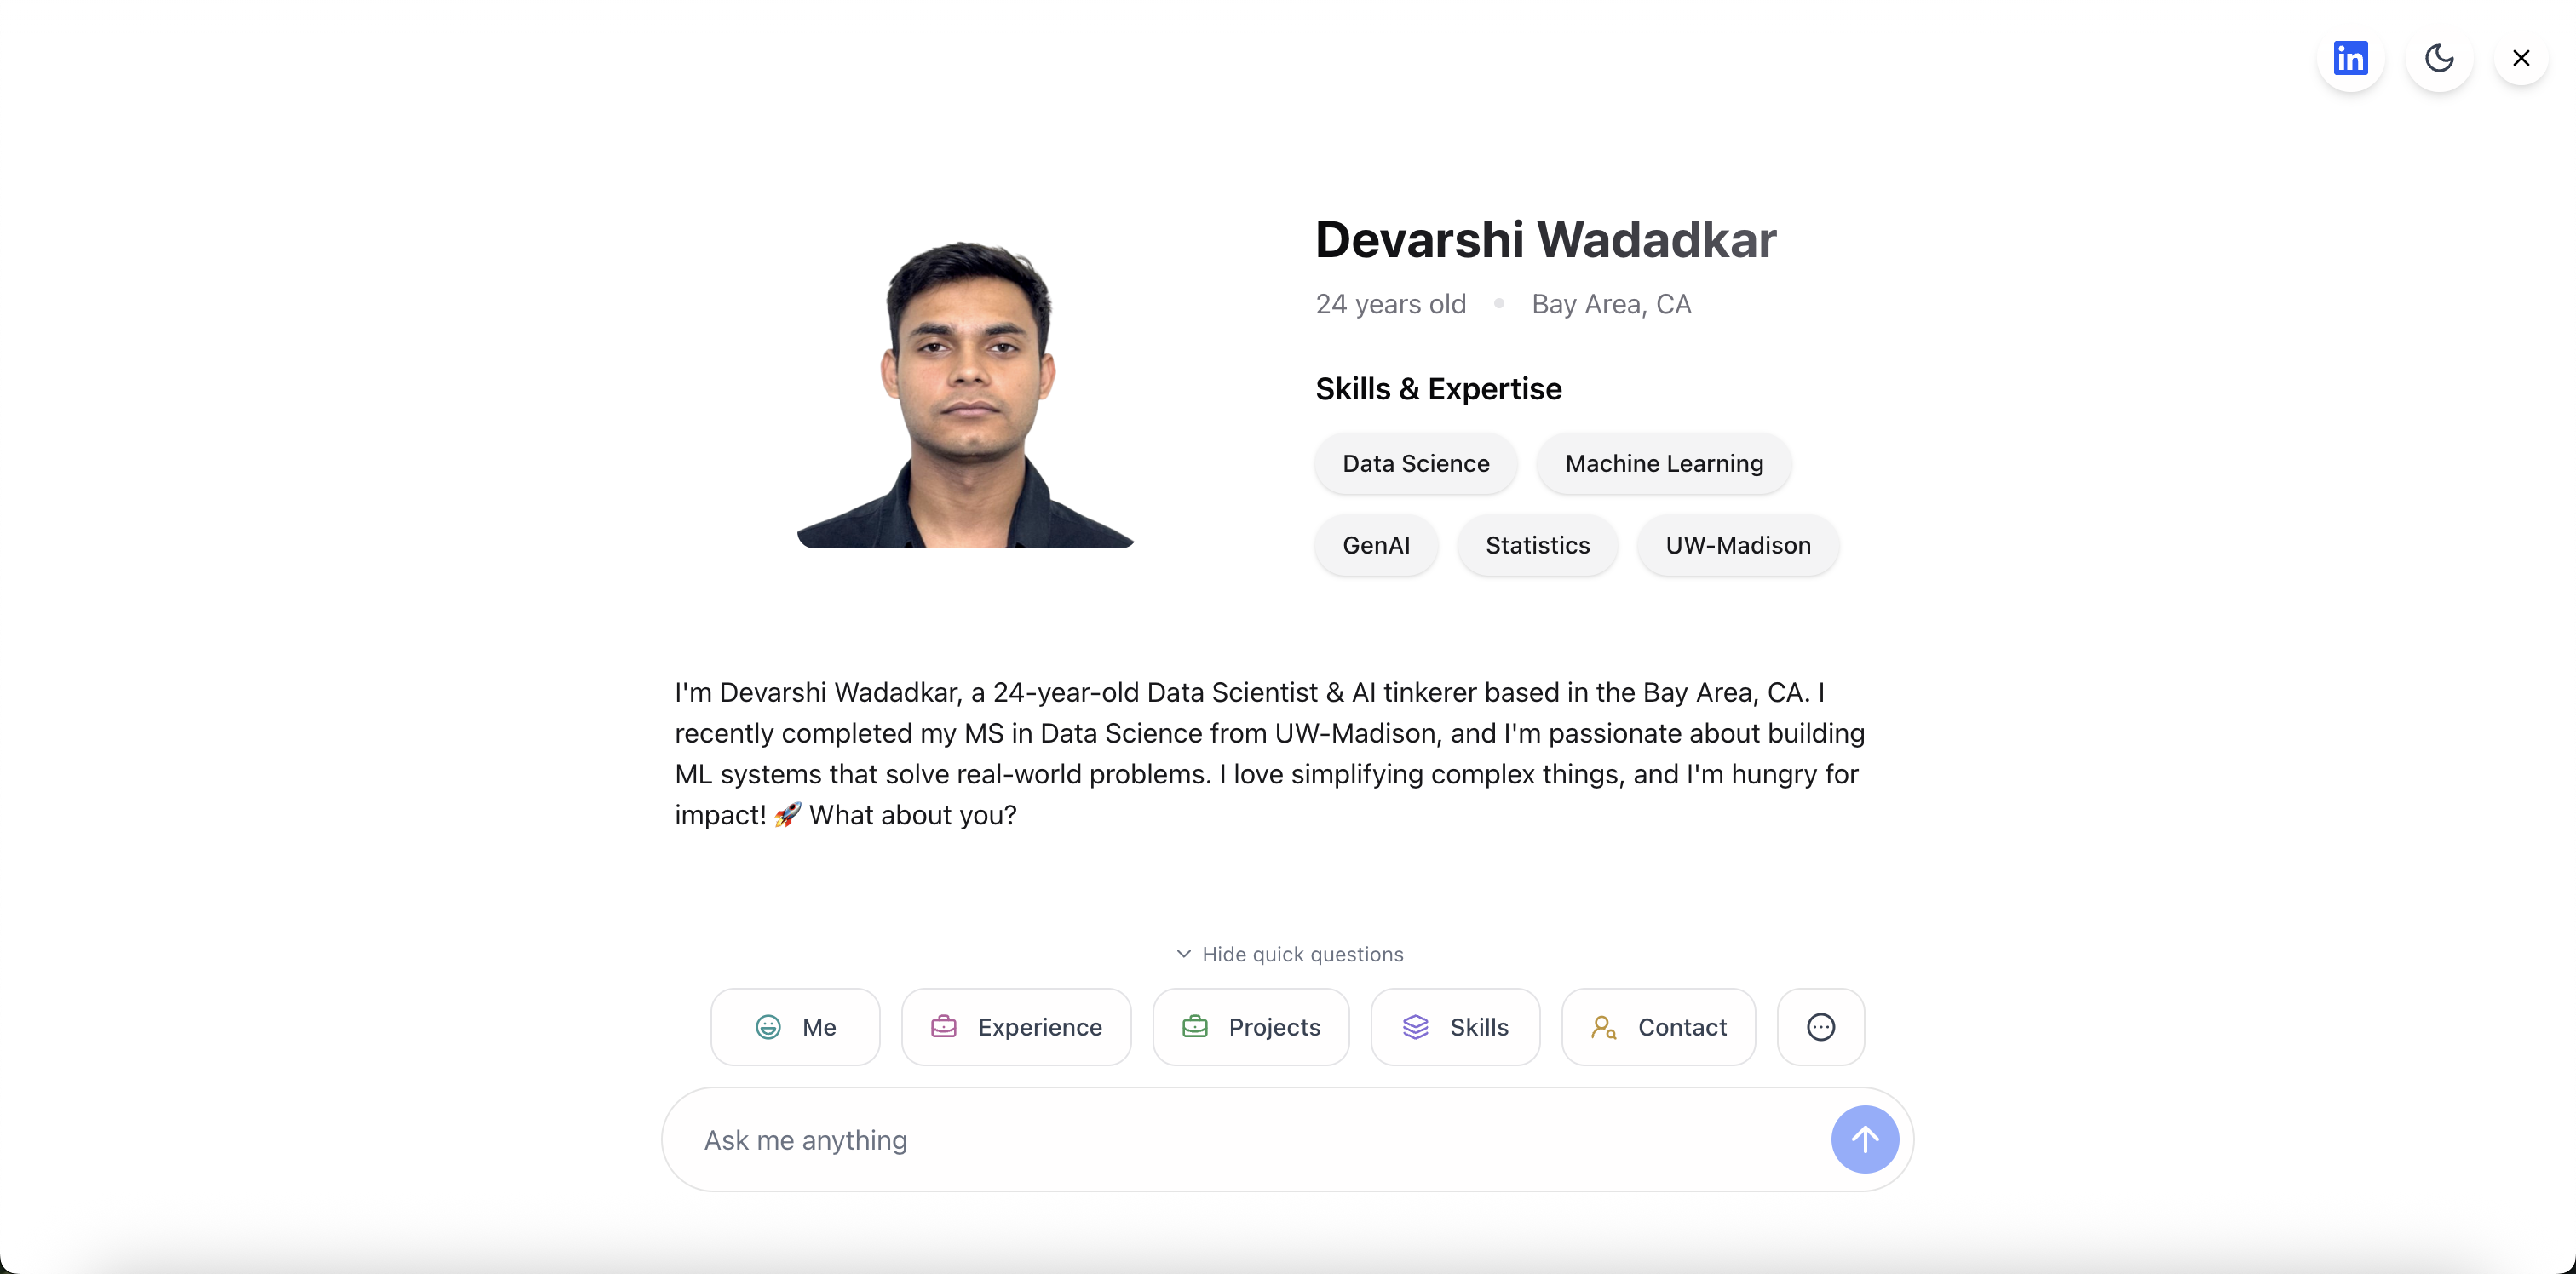 in
Devarshi Wadadkar
24 years old • Bay Area, CA
Skills & Expertise
Data Science
Machine Learning
GenAI
Statistics
UW-Madison
I'm Devarshi Wadadkar, a 24-year-old Data Scientist & AI tinkerer based in the Bay Area, CA. I
recently completed my MS in Data Science from UW-Madison, and I'm passionate about building
ML systems that solve real-world problems. I love simplifying complex things, and I'm hungry for
impact! 🚀 What about you?
Hide quick questions
Me
Experience
Projects
Skills
Contact
Ask me anything